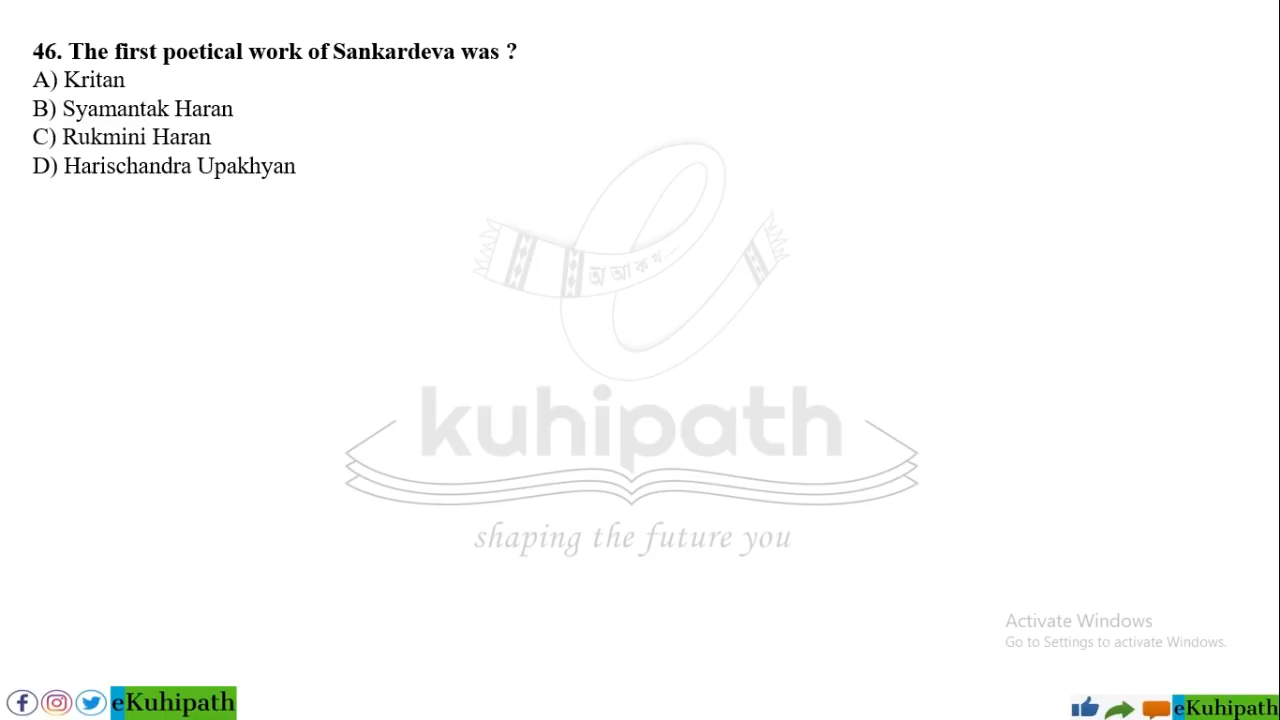 46. The first poetical work of Sankardeva was ?
A) Kritan
B) Syamantak Haran
C) Rukmini Haran
D) Harischandra Upakhyan
অ আ ক খ....
kuhipath
shaping the future you
Activate Windows
Go to Settings to activate Windows.
eKuhipath
eKuhipath